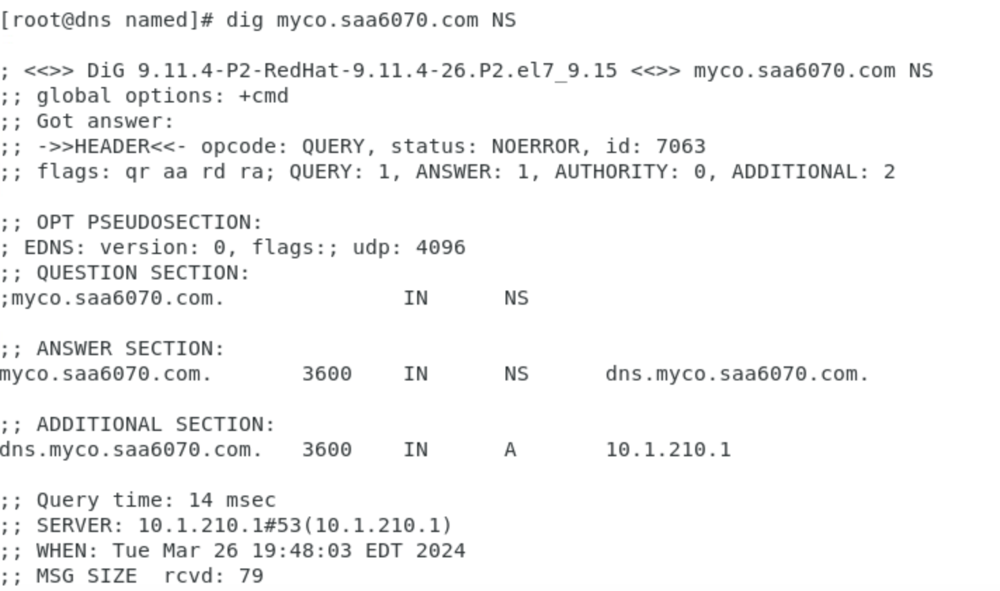 [root@dns named]# dig myco.saa6070.com NS
; <<>> DiG 9.11.4-P2-RedHat-9.11.4-26.P2.el7_9.15 <<>> myco.saa6070.com NS
;; global options: +cmd
;; Got answer:
;; ->>HEADER<<- opcode: QUERY, status: NOERROR, id: 7063
;; flags: qr aa rd ra; QUERY: 1, ANSWER: 1, AUTHORITY: 0, ADDITIONAL: 2
;; OPT PSEUDOSECTION:
; EDNS: version: 0, flags:; udp: 4096
;; QUESTION SECTION:
;myco.saa6070.com. IN NS
;; ANSWER SECTION:
myco.saa6070.com. 3600 IN NS dns.myco.saa6070.com.
;; ADDITIONAL SECTION:
dns.myco.saa6070.com. 3600 IN A 10.1.210.1
;; Query time: 14 msec
;; SERVER: 10.1.210.1#53(10.1.210.1)
;; WHEN: Tue Mar 26 19:48:03 EDT 2024
;; MSG SIZE  rcvd: 79